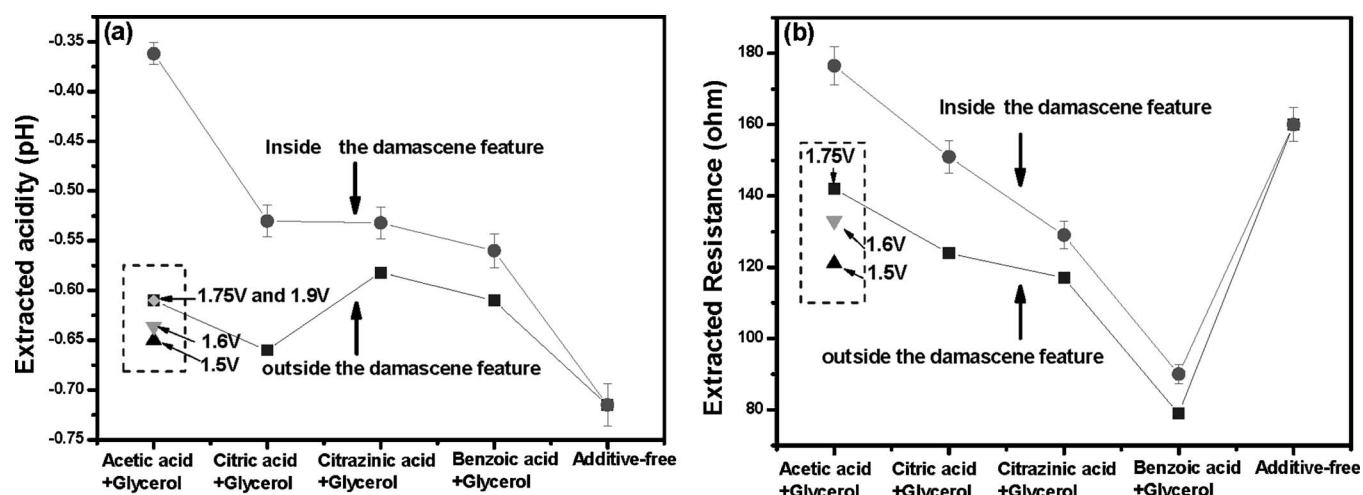 (a)
Extracted acidity (pH)
-0.35
-0.40
-0.45
-0.50
-0.55
-0.60
-0.65
-0.70
-0.75
Inside the damascene feature
1.75V and 1.9V
1.6V
1.5V
outside the damascene feature
Acetic acid Citric acid Citrazinic acid Benzoic acid Additive-free
+Glycerol +Glycerol +Glycerol +Glycerol
(b)
Extracted Resistance (ohm)
180
160
140
120
100
80
Inside the damascene feature
1.75V
1.6V
1.5V
outside the damascene feature
Acetic acid Citric acid Citrazinic acid Benzoic acid Additive-free
+Glycerol +Glycerol +Glycerol +Glycerol